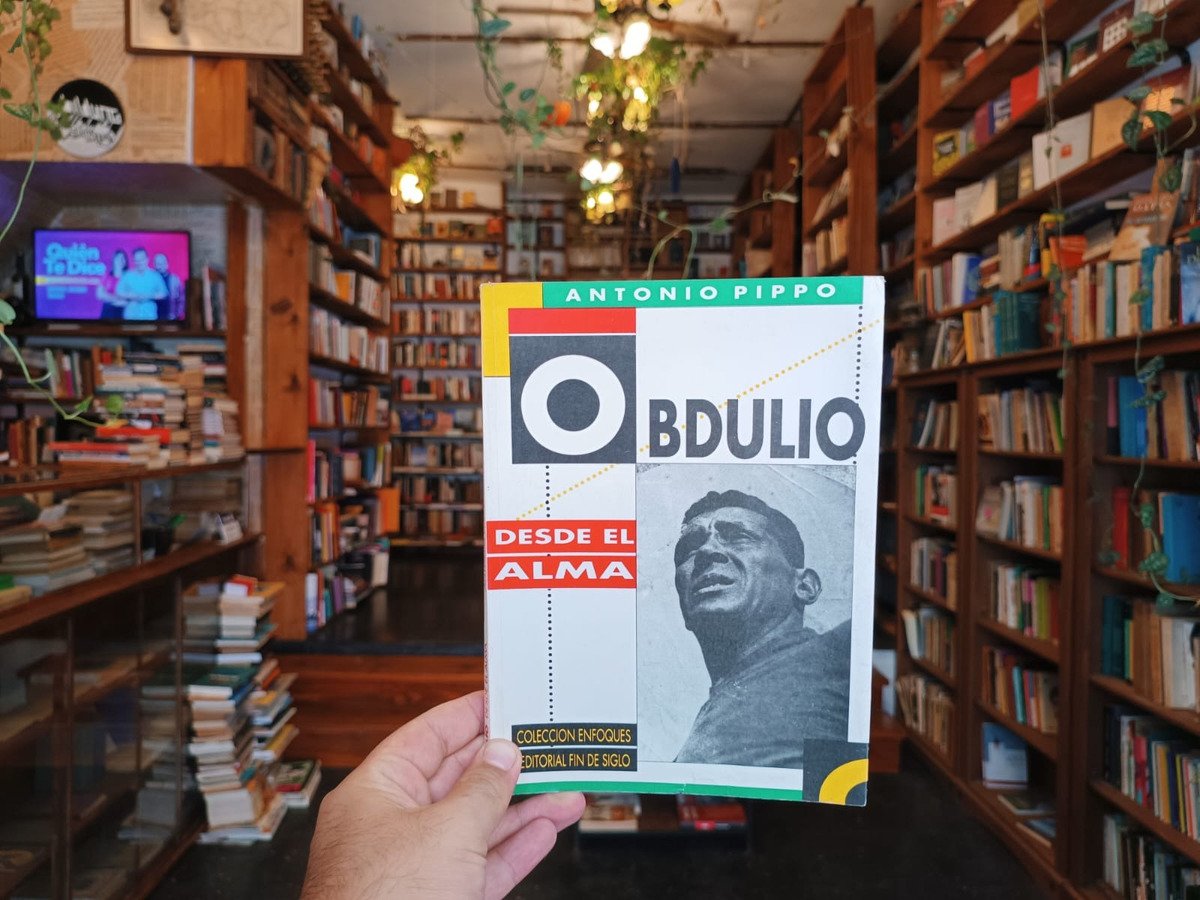 Quién
Te Dice
ANTONIO PIPPO
OBDULIO
DESDE EL
ALMA
COLECCION ENFOQUES
EDITORIAL FIN DE SIGLO